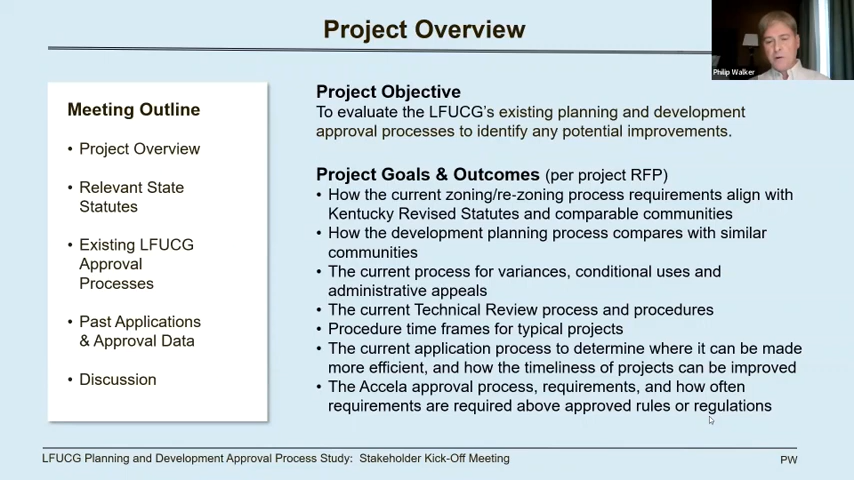 Project Overview
Philip Walker
Meeting Outline
• Project Overview
• Relevant State
Statutes
• Existing LFUCG
Approval
Processes
• Past Applications
& Approval Data
• Discussion
Project Objective
To evaluate the LFUCG's existing planning and development
approval processes to identify any potential improvements.
Project Goals & Outcomes (per project RFP)
• How the current zoning/re-zoning process requirements align with
Kentucky Revised Statutes and comparable communities
• How the development planning process compares with similar
communities
• The current process for variances, conditional uses and
administrative appeals
• The current Technical Review process and procedures
• Procedure time frames for typical projects
• The current application process to determine where it can be made
more efficient, and how the timeliness of projects can be improved
• The Accela approval process, requirements, and how often
requirements are required above approved rules or regulations
LFUCG Planning and Development Approval Process Study: Stakeholder Kick-Off Meeting
PW